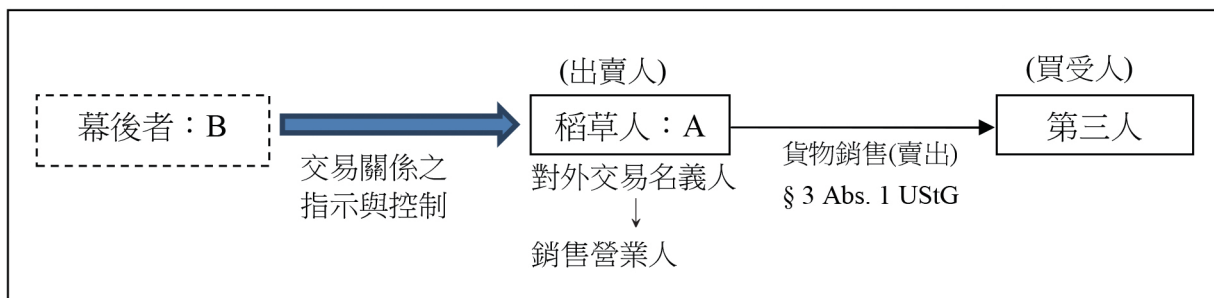 (出賣人)
(買受人)
幕後者：B
稻草人：A
第三人
交易關係之
指示與控制
對外交易名義人
貨物銷售(賣出)
§ 3 Abs. 1 UStG
↓
銷售營業人